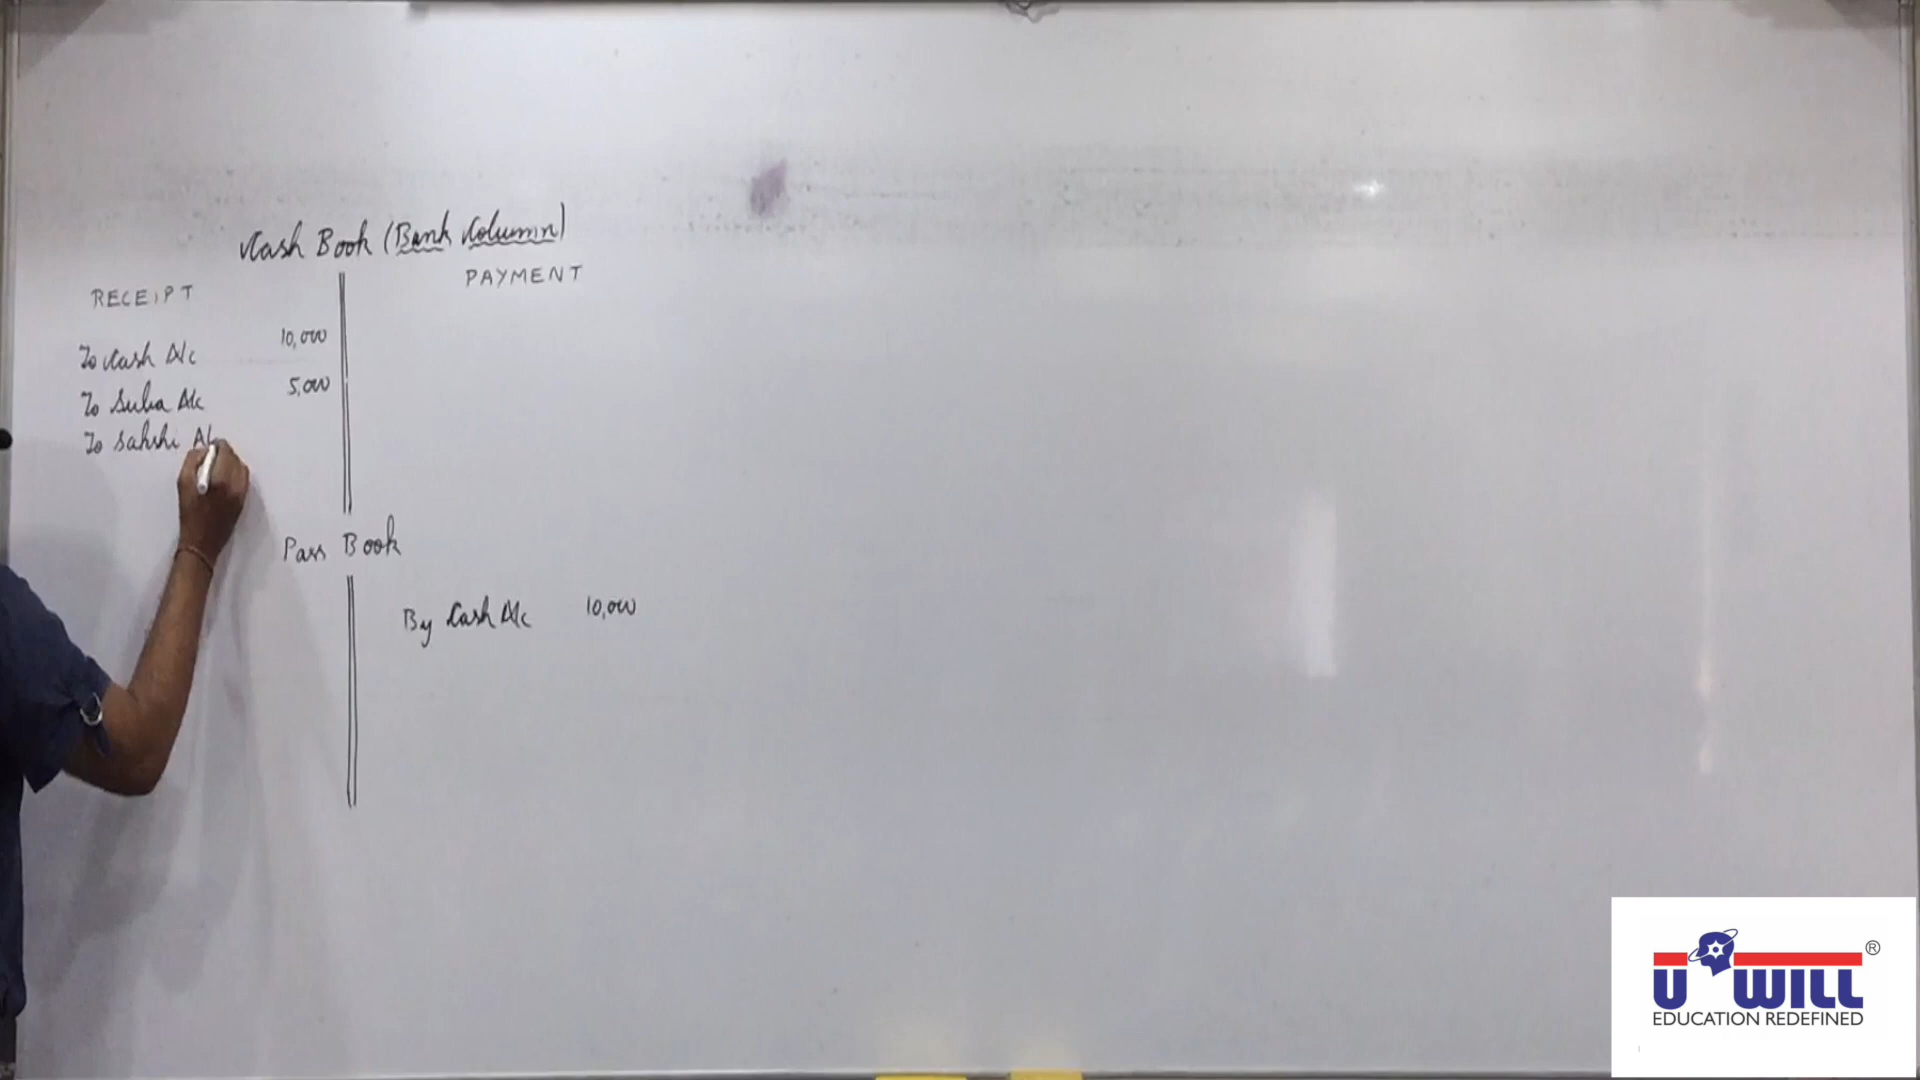 Cash Book (Bank Column)
RECEIPT
PAYMENT
To Cash A/c 10,000
To Suba A/c 5,000
To Sakshi A/c
Pass Book
By Cash A/c 10,000
U WILL ®
EDUCATION REDEFINED